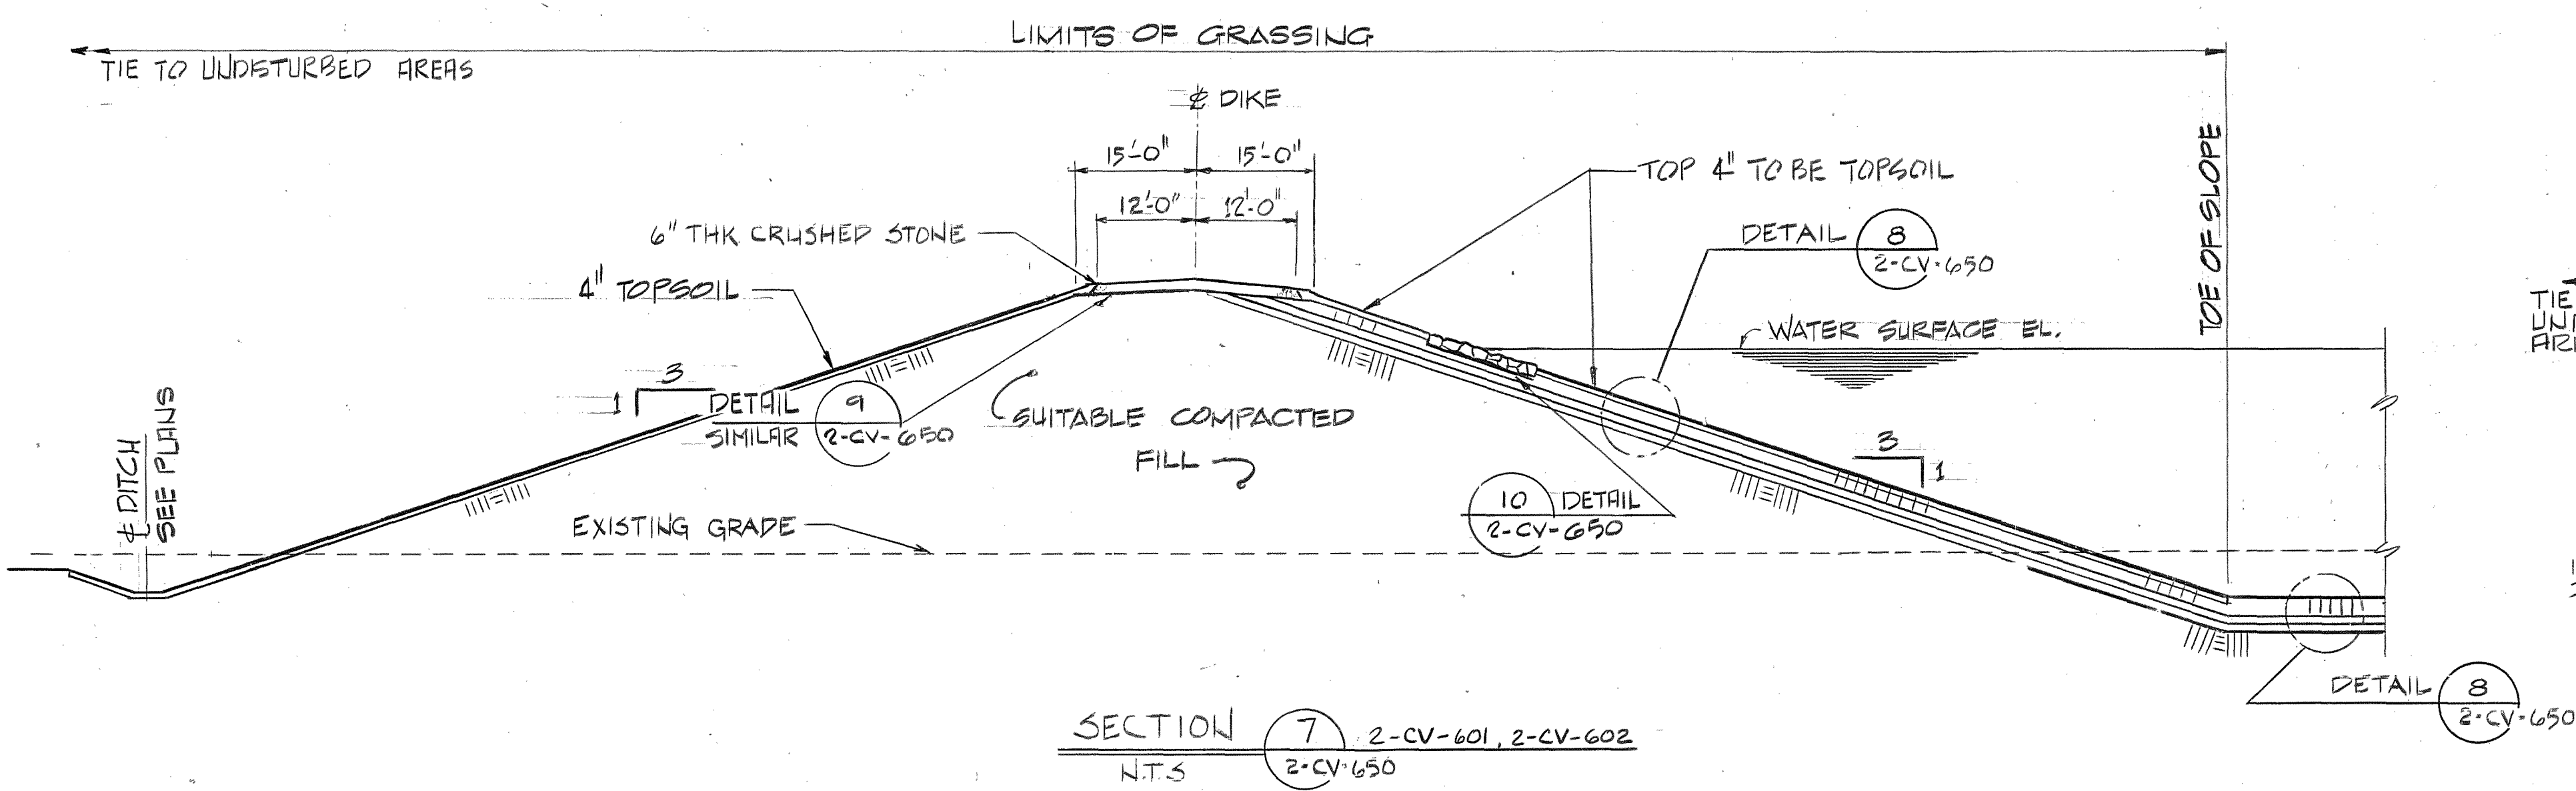 LIMITS OF GRASSING
TIE TO UNDISTURBED AREAS
℄ DIKE
15'-0" 15'-0"
12'-0" 12'-0"
6" THK CRUSHED STONE
4" TOPSOIL
TOP 4" TO BE TOPSOIL
DETAIL 8
2-CV-650
TOE OF SLOPE
WATER SURFACE EL.
TIE
3
1
DETAIL 9
SIMILAR 2-CV-650
SUITABLE COMPACTED
FILL
3
1
℄ DITCH
SEE PLANS
EXISTING GRADE
10 DETAIL
2-CV-650
DETAIL 8
2-CV-650
SECTION 7 2-CV-601, 2-CV-602
N.T.S 2-CV-650